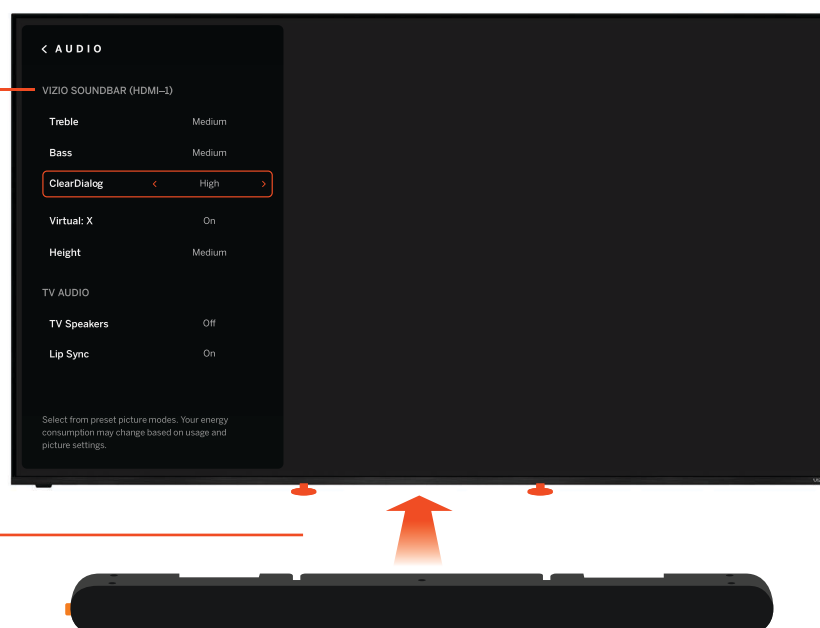 < AUDIO
VIZIO SOUNDBAR (HDMI–1)
Treble Medium
Bass Medium
ClearDialog < High >
Virtual: X On
Height Medium
TV AUDIO
TV Speakers Off
Lip Sync On
Select from preset picture modes. Your energy
consumption may change based on usage and
picture settings.